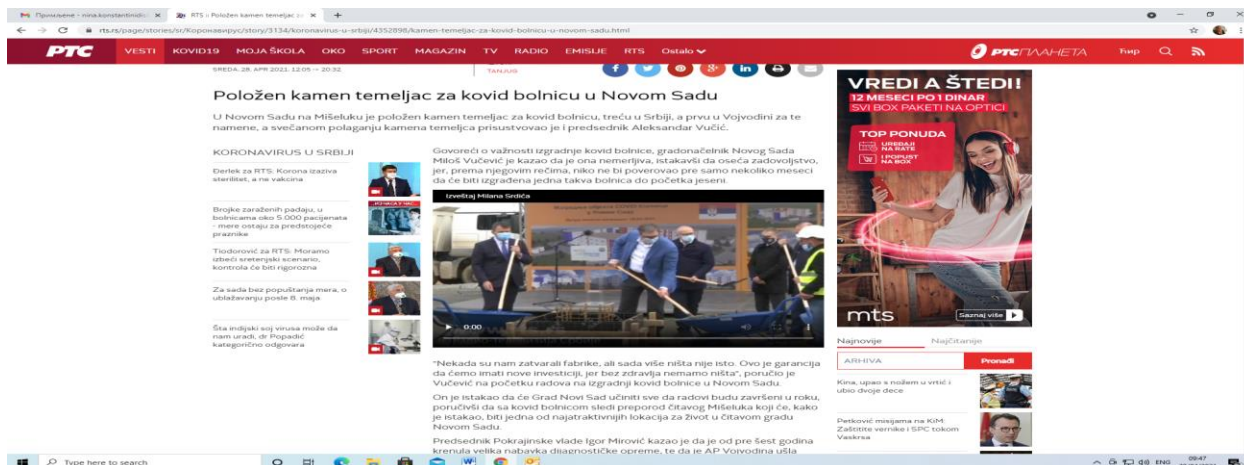 RTS :: Položen kamen temeljac za
rts.rs/page/stories/sr/Коронавирус/story/3134/koronavirus-u-srbiji/4352898/kamen-temeljac-za-kovid-bolnicu-u-novom-sadu.html
РТС VESTI KOVID19 MOJA ŠKOLA OKO SPORT MAGAZIN TV RADIO EMISIJE RTS Ostalo РТСПЛАНЕТА Ћир
SREDA, 28. APR 2021, 12:05 -> 20:32
TANJUG
Položen kamen temeljac za kovid bolnicu u Novom Sadu
U Novom Sadu na Mišeluku je položen kamen temeljac za kovid bolnicu, treću u Srbiji, a prvu u Vojvodini za te
namene, a svečanom polaganju kamena temeljca prisustvovao je i predsednik Aleksandar Vučić.
KORONAVIRUS U SRBIJI
Đerlek za RTS: Korona izaziva
sterilitet, a ne vakcina
Brojke zaraženih padaju, u
bolnicama oko 5.000 pacijenata
- mere ostaju za predstojeće
praznike
Tiodorović za RTS: Moramo
izbeći sretenjski scenario,
kontrola će biti rigorozna
Za sada bez popuštanja mera, o
ublažavanju posle 8. maja
Šta indijski soj virusa može da
nam uradi, dr Popadić
kategorično odgovara
Govoreći o važnosti izgradnje kovid bolnice, gradonačelnik Novog Sada
Miloš Vučević je kazao da je ona nemerljiva, istakavši da oseća zadovoljstvo,
jer, prema njegovim rečima, niko ne bi poverovao pre samo nekoliko meseci
da će biti izgrađena jedna takva bolnica do početka jeseni.
Izveštaj Milana Srdića
0:00
"Nekada su nam zatvarali fabrike, ali sada više ništa nije isto. Ovo je garancija
da ćemo imati nove investicije, jer bez zdravlja nemamo ništa", poručio je
Vučević na početku radova na izgradnji kovid bolnice u Novom Sadu.
On je istakao da će Grad Novi Sad učiniti sve da radovi budu završeni u roku,
poručivši da sa kovid bolnicom sledi preporod čitavog Mišeluka koji će, kako
je istakao, biti jedna od najatraktivnijih lokacija za život u čitavom gradu
Novom Sadu.
Predsednik Pokrajinske vlade Igor Mirović kazao je da je od pre šest godina
krenula velika nabavka dijagnostičke opreme, te da je AP Vojvodina ušla
VREDI A ŠTEDI!
12 MESECI PO 1 DINAR
SVI BOX PAKETI NA OPTICI
TOP PONUDA
UREĐAJI
NA RATE
I POPUST
NA BOX
mts
Saznaj više
Najnovije Najčitanije
ARHIVA Pronađi
Kina, upao s nožem u vrtić i
ubio dvoje dece
Petković misijama na KiM:
Zaštitite vernike i SPC tokom
Vaskrsa
Type here to search
ENG
09:47